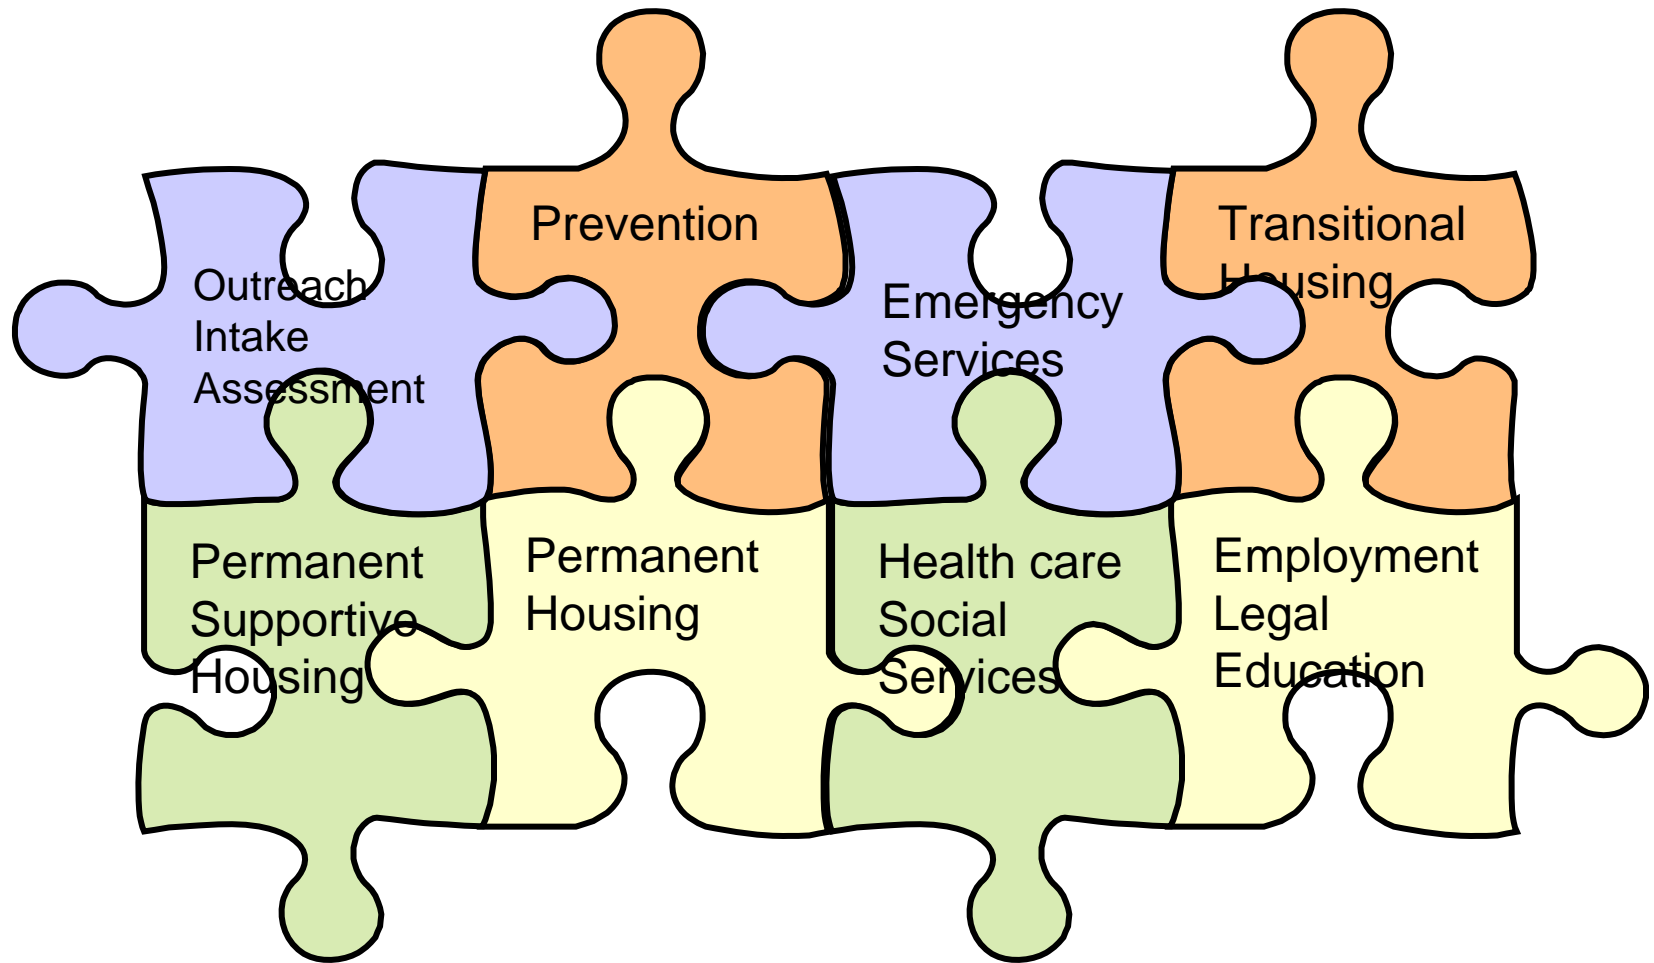 Outreach
Intake
Assessment
Prevention
Emergency
Services
Transitional
Housing
Permanent
Supportive
Housing
Permanent
Housing
Health care
Social
Services
Employment
Legal
Education